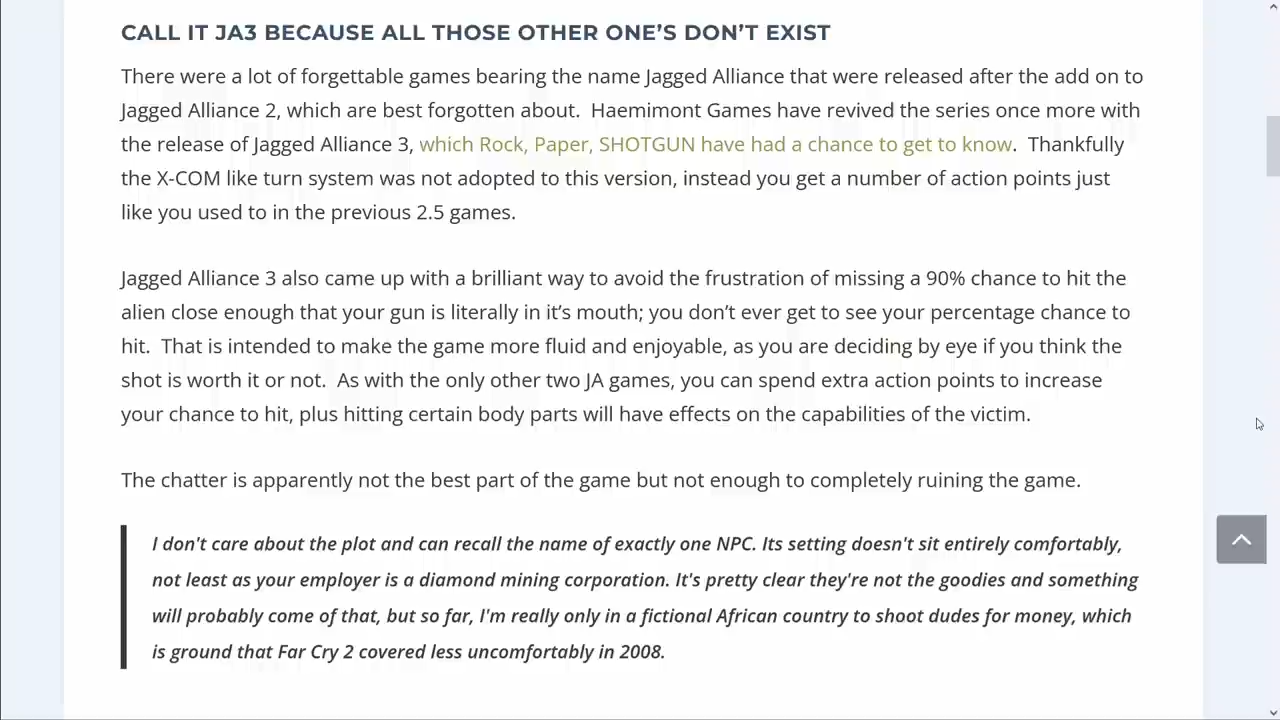 CALL IT JA3 BECAUSE ALL THOSE OTHER ONE’S DON’T EXIST
There were a lot of forgettable games bearing the name Jagged Alliance that were released after the add on to
Jagged Alliance 2, which are best forgotten about.  Haemimont Games have revived the series once more with
the release of Jagged Alliance 3, which Rock, Paper, SHOTGUN have had a chance to get to know.  Thankfully
the X-COM like turn system was not adopted to this version, instead you get a number of action points just
like you used to in the previous 2.5 games.
Jagged Alliance 3 also came up with a brilliant way to avoid the frustration of missing a 90% chance to hit the
alien close enough that your gun is literally in it’s mouth; you don’t ever get to see your percentage chance to
hit.  That is intended to make the game more fluid and enjoyable, as you are deciding by eye if you think the
shot is worth it or not.  As with the only other two JA games, you can spend extra action points to increase
your chance to hit, plus hitting certain body parts will have effects on the capabilities of the victim.
The chatter is apparently not the best part of the game but not enough to completely ruining the game.
I don't care about the plot and can recall the name of exactly one NPC. Its setting doesn't sit entirely comfortably,
not least as your employer is a diamond mining corporation. It's pretty clear they're not the goodies and something
will probably come of that, but so far, I'm really only in a fictional African country to shoot dudes for money, which
is ground that Far Cry 2 covered less uncomfortably in 2008.